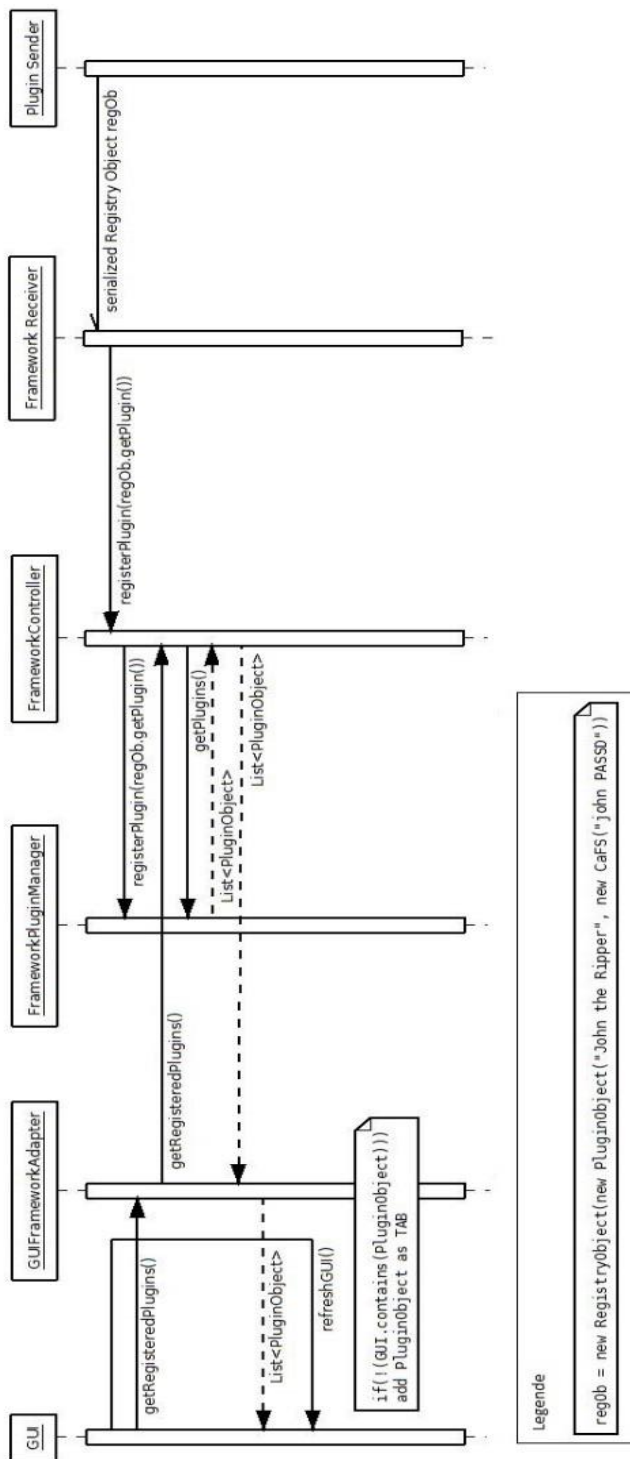 GUI
GUIFrameworkAdapter
FrameworkPluginManager
FrameworkController
Framework Receiver
Plugin Sender
serialized Registry Object regOb
registerPlugin(regOb.getPlugin())
registerPlugin(regOb.getPlugin())
getRegisteredPlugins()
getRegisteredPlugins()
getPlugins()
List<PluginObject>
List<PluginObject>
List<PluginObject>
refreshGUI()
if(!(GUI.contains(PluginObject)))
add PluginObject as TAB
Legende
regOb = new RegistryObject(new PluginObject("John the Ripper", new CaFS("john PASSD"))